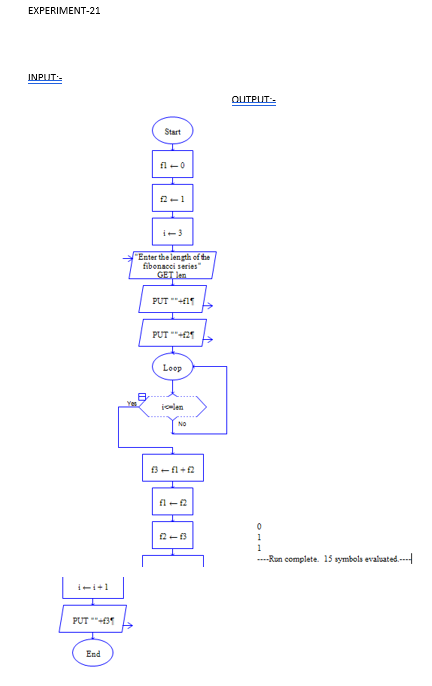 EXPERIMENT-21
INPUT:-
OUTPUT:-
Start
f1 ← 0
f2 ← 1
i ← 3
"Enter the length of the
fibonacci series"
GET len
PUT ""+f1¶
PUT ""+f2¶
Loop
i<=len
Yes
No
f3 ← f1 + f2
f1 ← f2
f2 ← f3
0
1
1
----Run complete. 15 symbols evaluated.----
i ← i + 1
PUT ""+f3¶
End